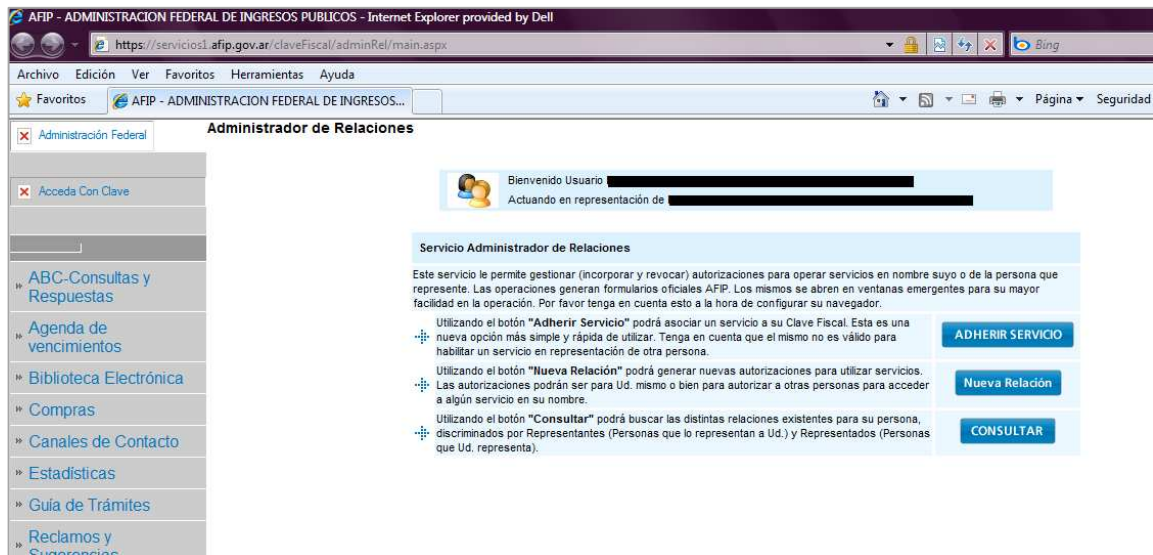 AFIP - ADMINISTRACION FEDERAL DE INGRESOS PUBLICOS - Internet Explorer provided by Dell
https://servicios1.afip.gov.ar/claveFiscal/adminRel/main.aspx
Bing
Archivo Edición Ver Favoritos Herramientas Ayuda
Favoritos
AFIP - ADMINISTRACION FEDERAL DE INGRESOS...
Página
Seguridad
Administración Federal
Administrador de Relaciones
Acceda Con Clave
Bienvenido Usuario
Actuando en representación de
Servicio Administrador de Relaciones
Este servicio le permite gestionar (incorporar y revocar) autorizaciones para operar servicios en nombre suyo o de la persona que
represente. Las operaciones generan formularios oficiales AFIP. Los mismos se abren en ventanas emergentes para su mayor
facilidad en la operación. Por favor tenga en cuenta esto a la hora de configurar su navegador.
Utilizando el botón "Adherir Servicio" podrá asociar un servicio a su Clave Fiscal. Esta es una
nueva opción más simple y rápida de utilizar. Tenga en cuenta que el mismo no es válido para
habilitar un servicio en representación de otra persona.
ADHERIR SERVICIO
Utilizando el botón "Nueva Relación" podrá generar nuevas autorizaciones para utilizar servicios.
Las autorizaciones podrán ser para Ud. mismo o bien para autorizar a otras personas para acceder
a algún servicio en su nombre.
Nueva Relación
Utilizando el botón "Consultar" podrá buscar las distintas relaciones existentes para su persona,
discriminados por Representantes (Personas que lo representan a Ud.) y Representados (Personas
que Ud. representa).
CONSULTAR
ABC-Consultas y
Respuestas
Agenda de
vencimientos
Biblioteca Electrónica
Compras
Canales de Contacto
Estadísticas
Guía de Trámites
Reclamos y
Sugerencias